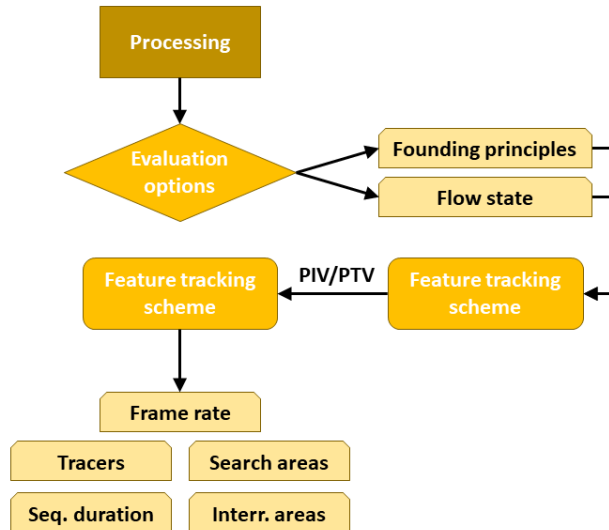 Processing
Evaluation
options
Founding principles
Flow state
Feature tracking
scheme
PIV/PTV
Feature tracking
scheme
Frame rate
Tracers
Search areas
Seq. duration
Interr. areas